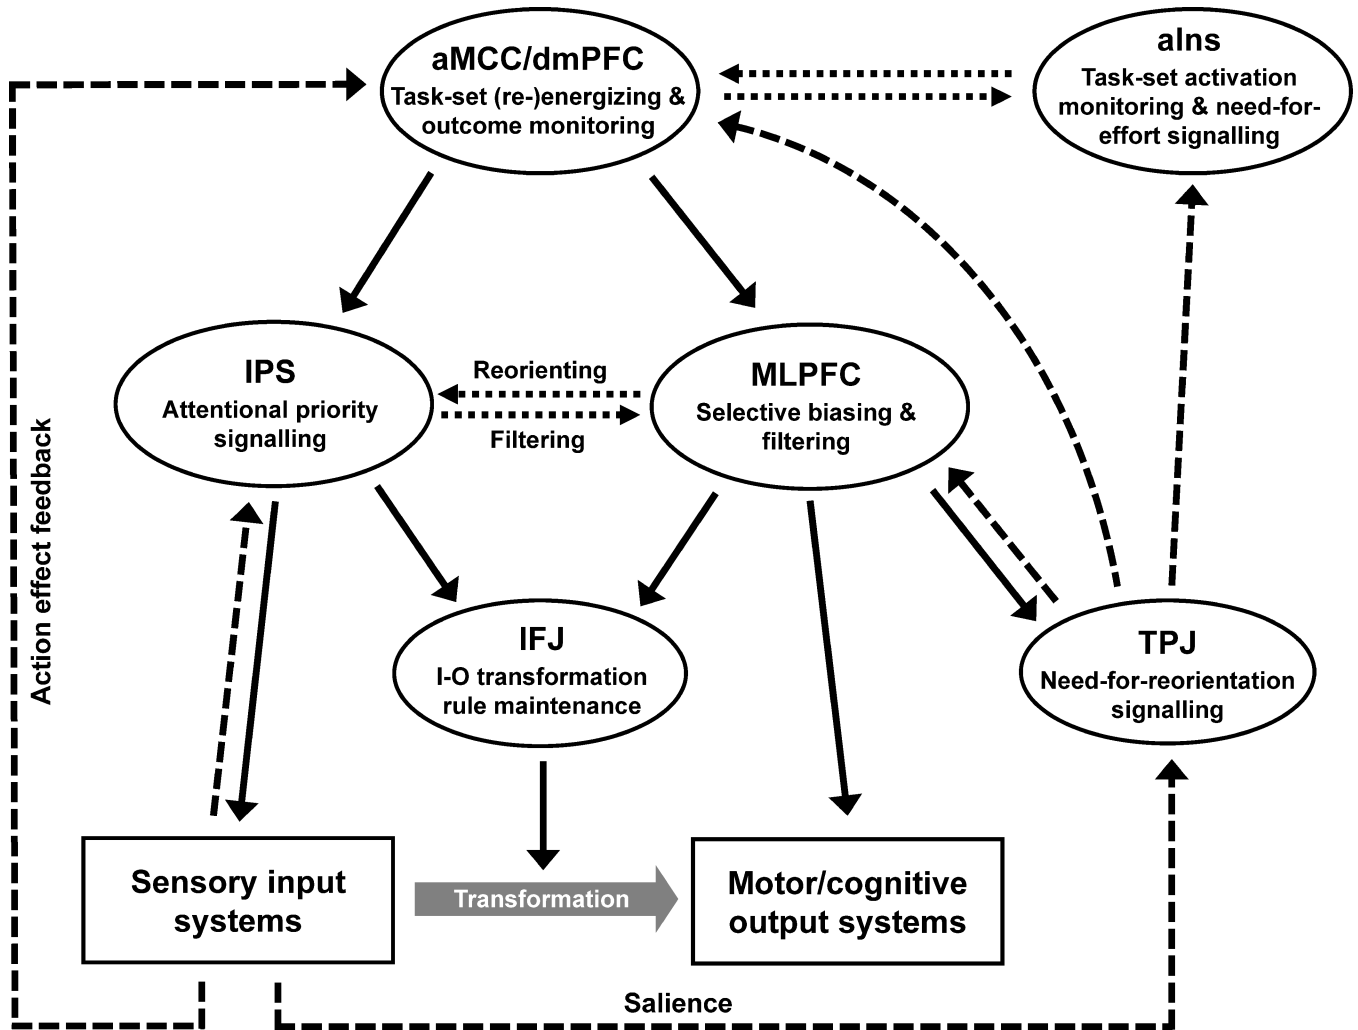 aMCC/dmPFC
Task-set (re-)energizing &
outcome monitoring
aIns
Task-set activation
monitoring & need-for-
effort signalling
IPS
Attentional priority
signalling
Reorienting
Filtering
MLPFC
Selective biasing &
filtering
Action effect feedback
IFJ
I-O transformation
rule maintenance
TPJ
Need-for-reorientation
signalling
Sensory input
systems
Transformation
Motor/cognitive
output systems
Salience